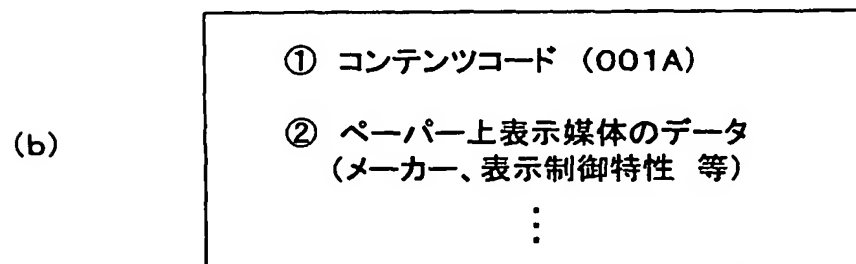 (b)
① コンテンツコード (001A)
② ペーパー上表示媒体のデータ
(メーカー、表示制御特性 等)
⋮